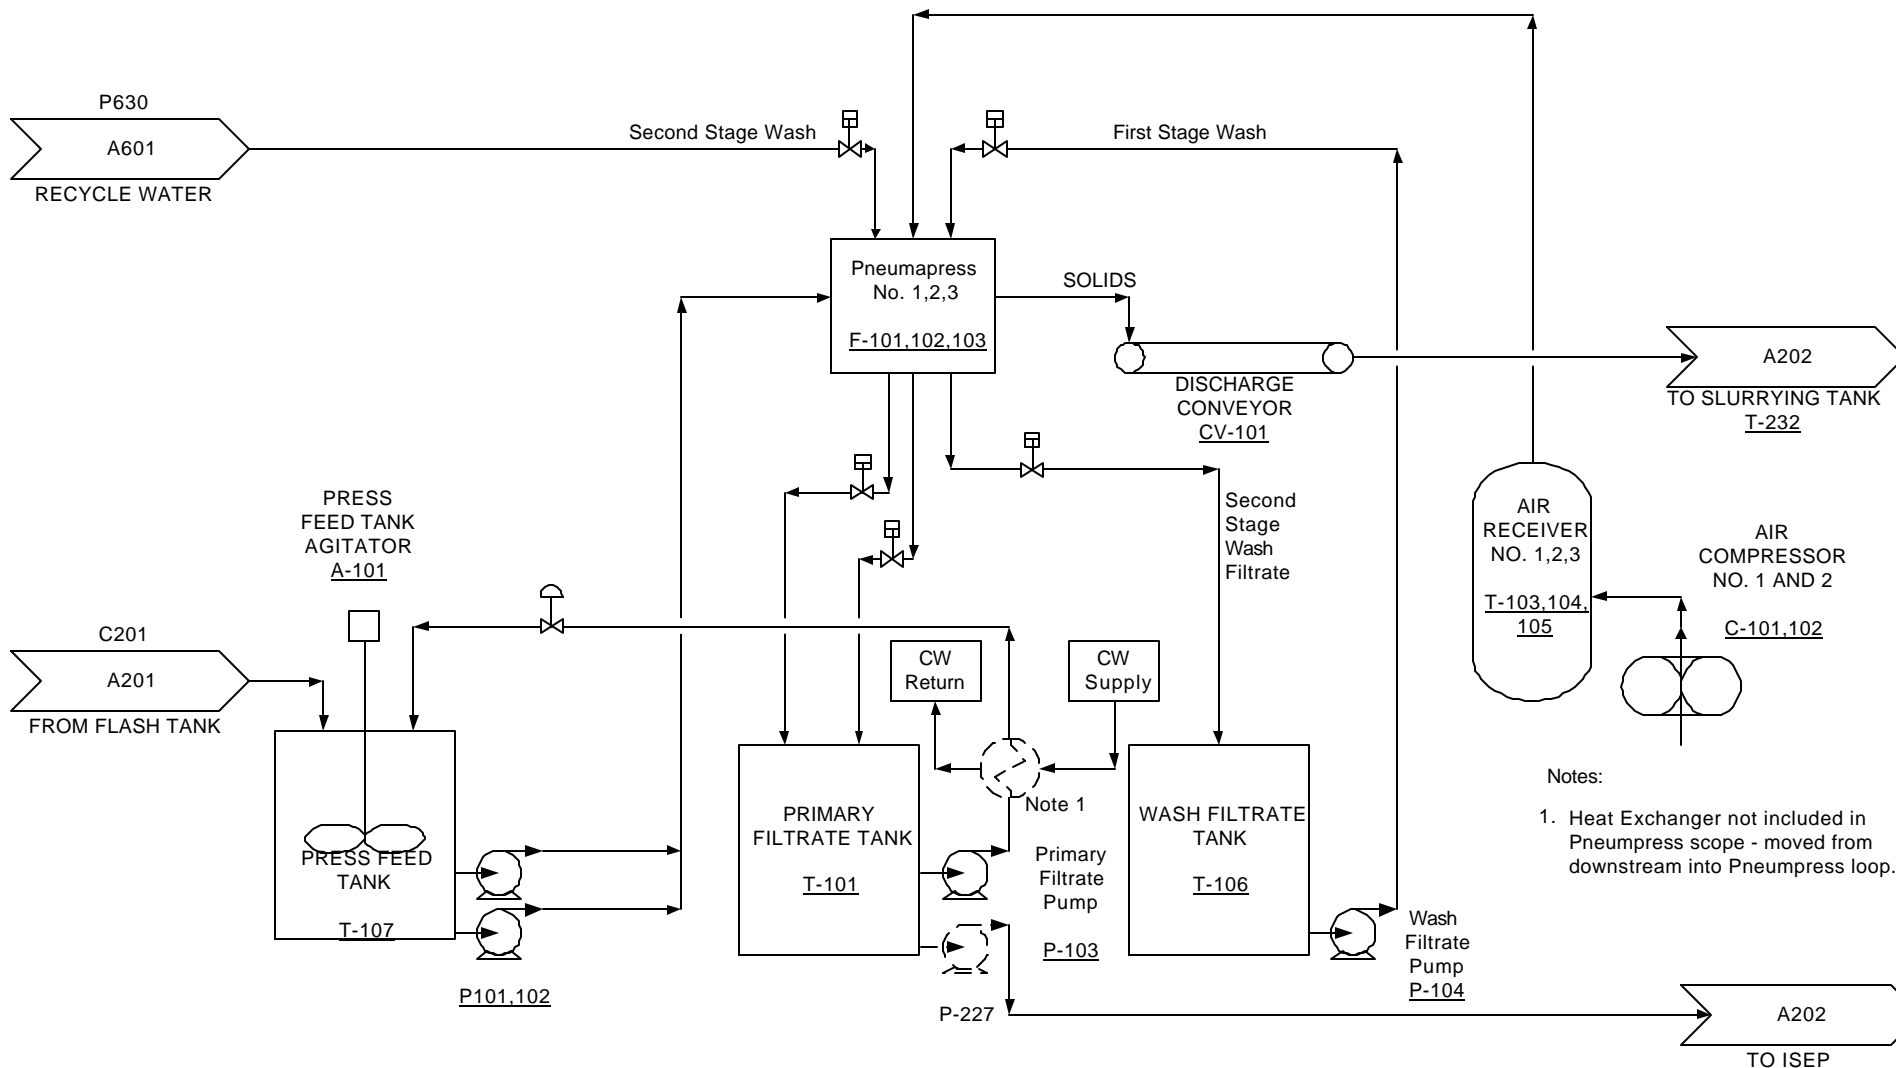 P630
A601
RECYCLE WATER
Second Stage Wash
First Stage Wash
Pneumapress
No. 1,2,3
F-101,102,103
SOLIDS
DISCHARGE
CONVEYOR
CV-101
A202
TO SLURRYING TANK
T-232
PRESS
FEED TANK
AGITATOR
A-101
Second
Stage
Wash
Filtrate
AIR
RECEIVER
NO. 1,2,3
T-103,104,
105
AIR
COMPRESSOR
NO. 1 AND 2
C-101,102
C201
A201
FROM FLASH TANK
CW
Return
CW
Supply
PRESS FEED
TANK
T-107
P101,102
PRIMARY
FILTRATE TANK
T-101
Note 1
Primary
Filtrate
Pump
P-103
P-227
WASH FILTRATE
TANK
T-106
Wash
Filtrate
Pump
P-104
Notes:
1. Heat Exchanger not included in
Pneumpress scope - moved from
downstream into Pneumpress loop.
A202
TO ISEP